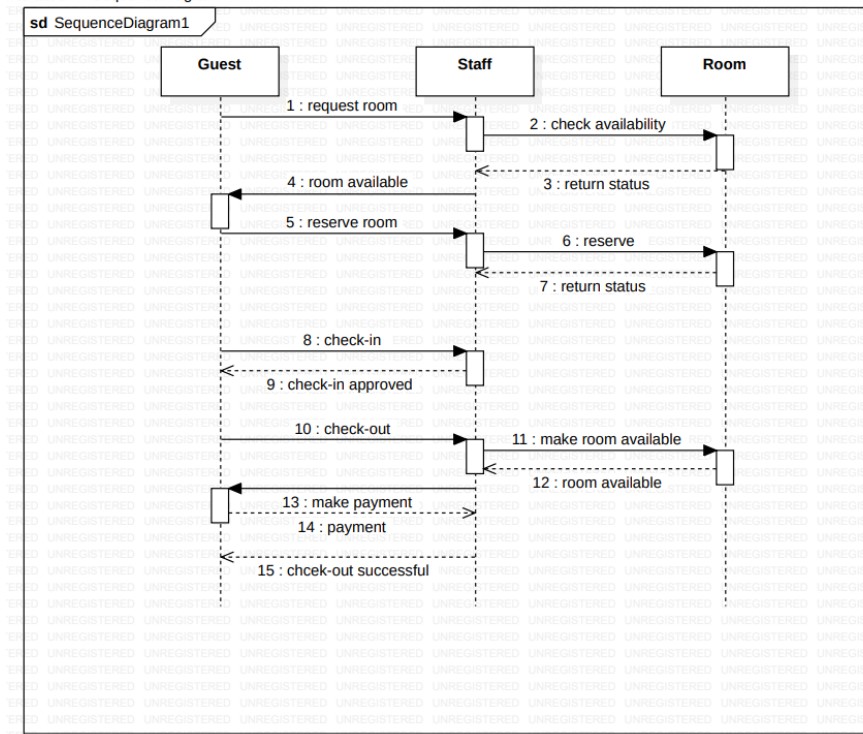 sd SequenceDiagram1
Guest
Staff
Room
1 : request room
2 : check availability
3 : return status
4 : room available
5 : reserve room
6 : reserve
7 : return status
8 : check-in
9 : check-in approved
10 : check-out
11 : make room available
12 : room available
13 : make payment
14 : payment
15 : chcek-out successful
UNREGISTERED